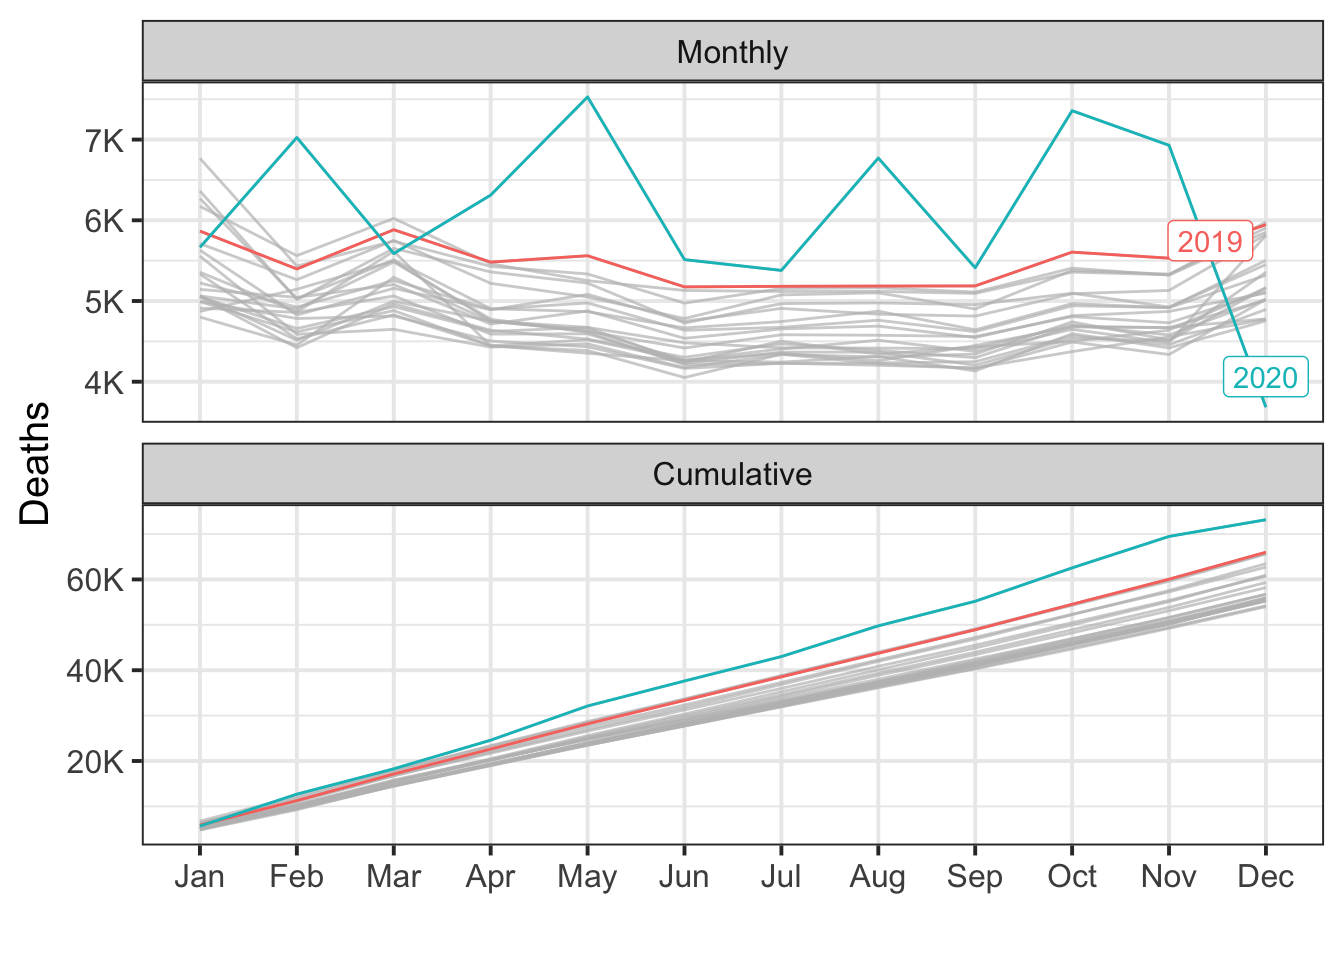 Monthly
7K
6K
5K
4K
2019
2020
Deaths
Cumulative
60K
40K
20K
Jan Feb Mar Apr May Jun Jul Aug Sep Oct Nov Dec